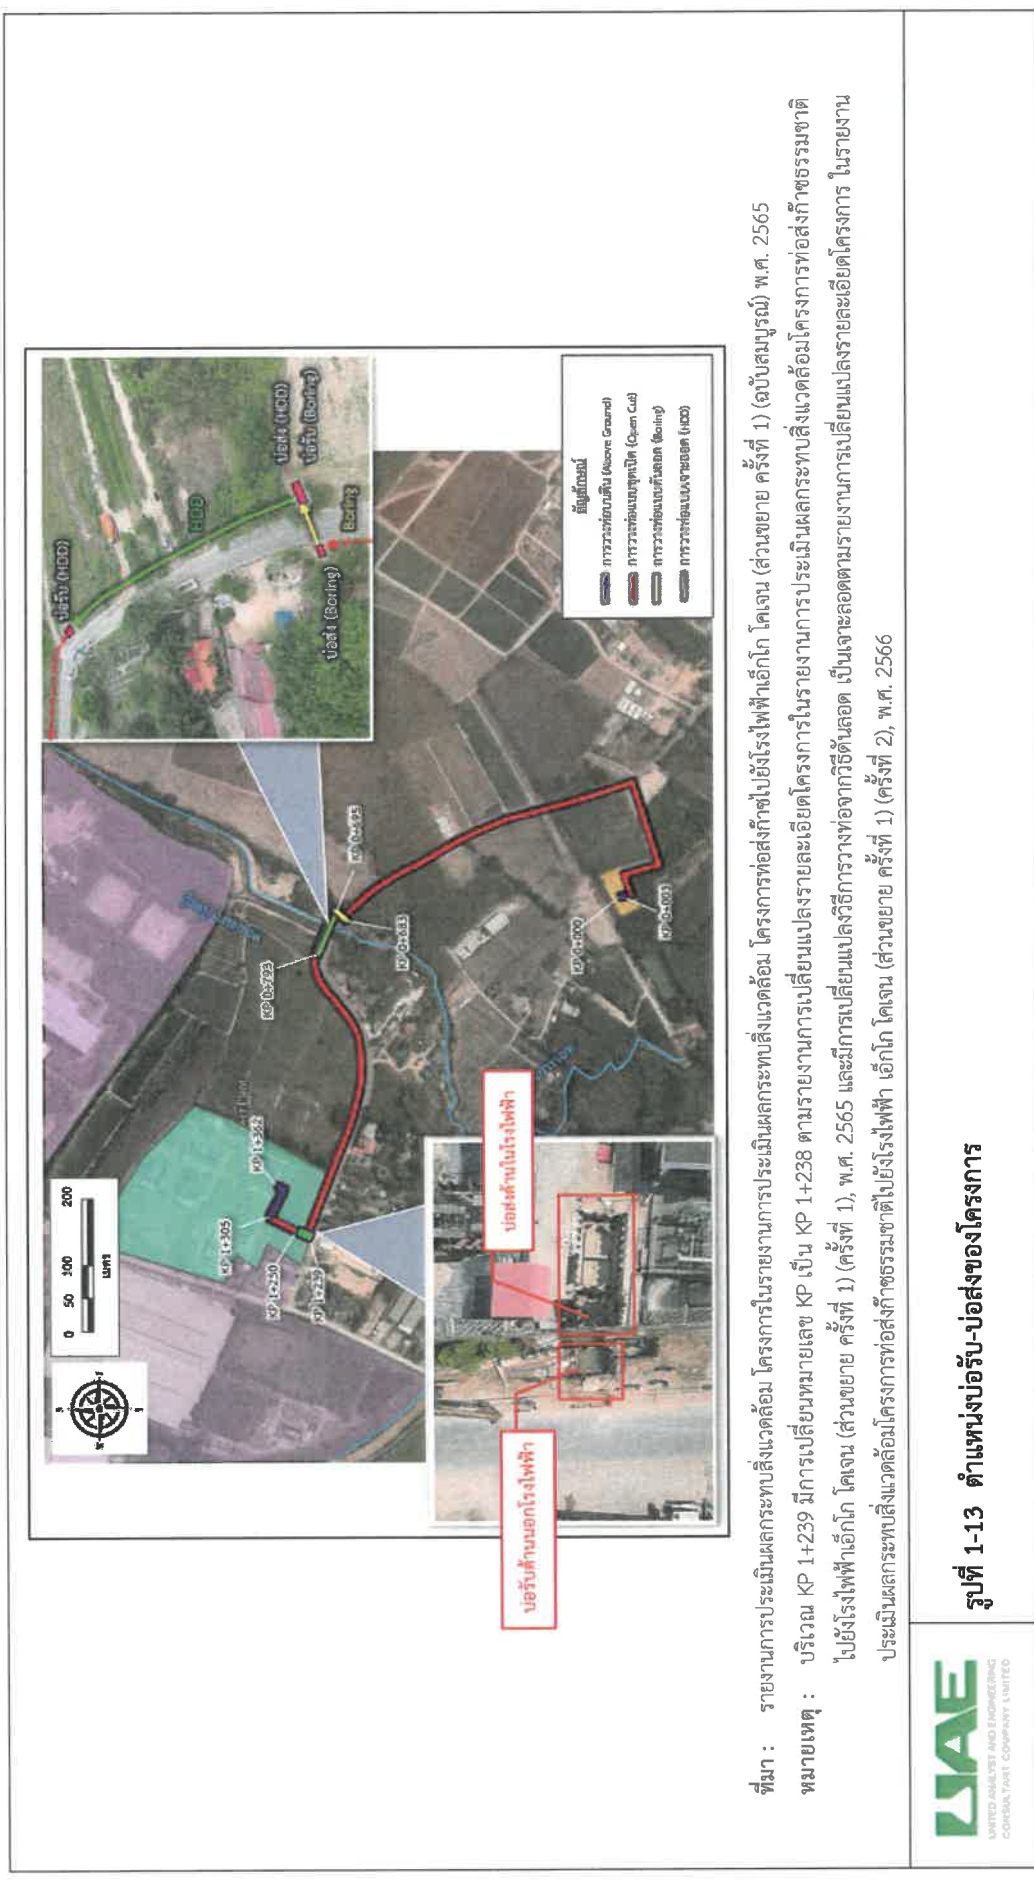 0 50 100 200
เมตร
KP 1+305
KP 1+362
KP 1+250
KP 1+239
KP 0+793
KP 0+695
KP 0+683
KP 0+000
KP 0+003
บ่อรับ (HDD)
HDD
บ่อส่ง (HDD)
บ่อรับ (Boring)
Boring
บ่อส่ง (Boring)
บ่อรับด้านนอกโรงไฟฟ้า
บ่อส่งด้านในโรงไฟฟ้า
สัญลักษณ์
การวางท่อบนดิน (Above Ground)
การวางท่อแบบขุดเปิด (Open Cut)
การวางท่อแบบดันลอด (Boring)
การวางท่อแบบเจาะลอด (HDD)
ที่มา : รายงานการประเมินผลกระทบสิ่งแวดล้อม โครงการในรายงานการประเมินผลกระทบสิ่งแวดล้อม โครงการท่อส่งก๊าซไปยังโรงไฟฟ้าเอ็กโก โคเจน (ส่วนขยาย ครั้งที่ 1) (ฉบับสมบูรณ์) พ.ศ. 2565
หมายเหตุ : บริเวณ KP 1+239 มีการเปลี่ยนหมายเลข KP เป็น KP 1+238 ตามรายงานการเปลี่ยนแปลงรายละเอียดโครงการในรายงานการประเมินผลกระทบสิ่งแวดล้อมโครงการท่อส่งก๊าซธรรมชาติ
ไปยังโรงไฟฟ้าเอ็กโก โคเจน (ส่วนขยาย ครั้งที่ 1) (ครั้งที่ 1), พ.ศ. 2565 และมีการเปลี่ยนแปลงวิธีการวางท่อจากวิธีดันลอด เป็นเจาะลอดตามรายงานการเปลี่ยนแปลงรายละเอียดโครงการ ในรายงาน
ประเมินผลกระทบสิ่งแวดล้อมโครงการท่อส่งก๊าซธรรมชาติไปยังโรงไฟฟ้า เอ็กโก โคเจน (ส่วนขยาย ครั้งที่ 1) (ครั้งที่ 2), พ.ศ. 2566
UAE
UNITED ANALYST AND ENGINEERING
CONSULTANT COMPANY LIMITED
รูปที่ 1-13 ตำแหน่งบ่อรับ-บ่อส่งของโครงการ